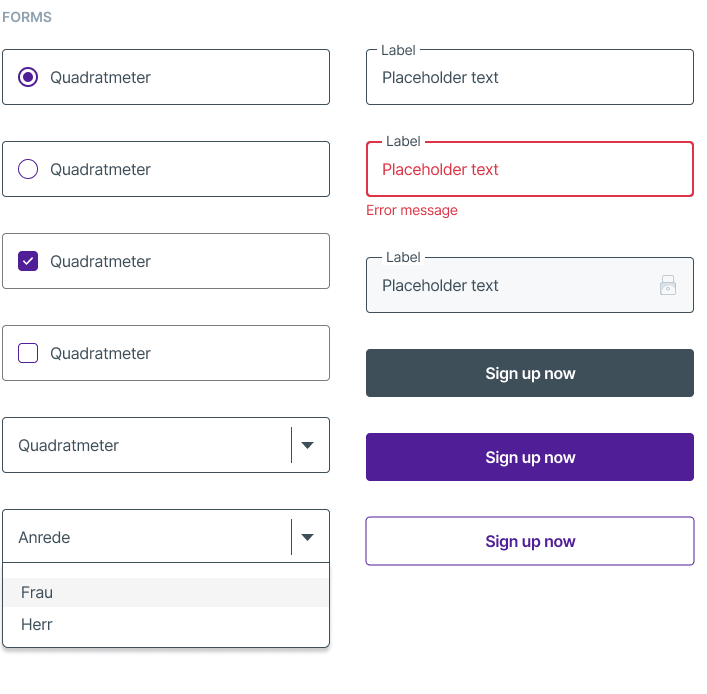 FORMS
Quadratmeter
Quadratmeter
Quadratmeter
Quadratmeter
Quadratmeter
Anrede
Frau
Herr
Label
Placeholder text
Label
Placeholder text
Error message
Label
Placeholder text
Sign up now
Sign up now
Sign up now